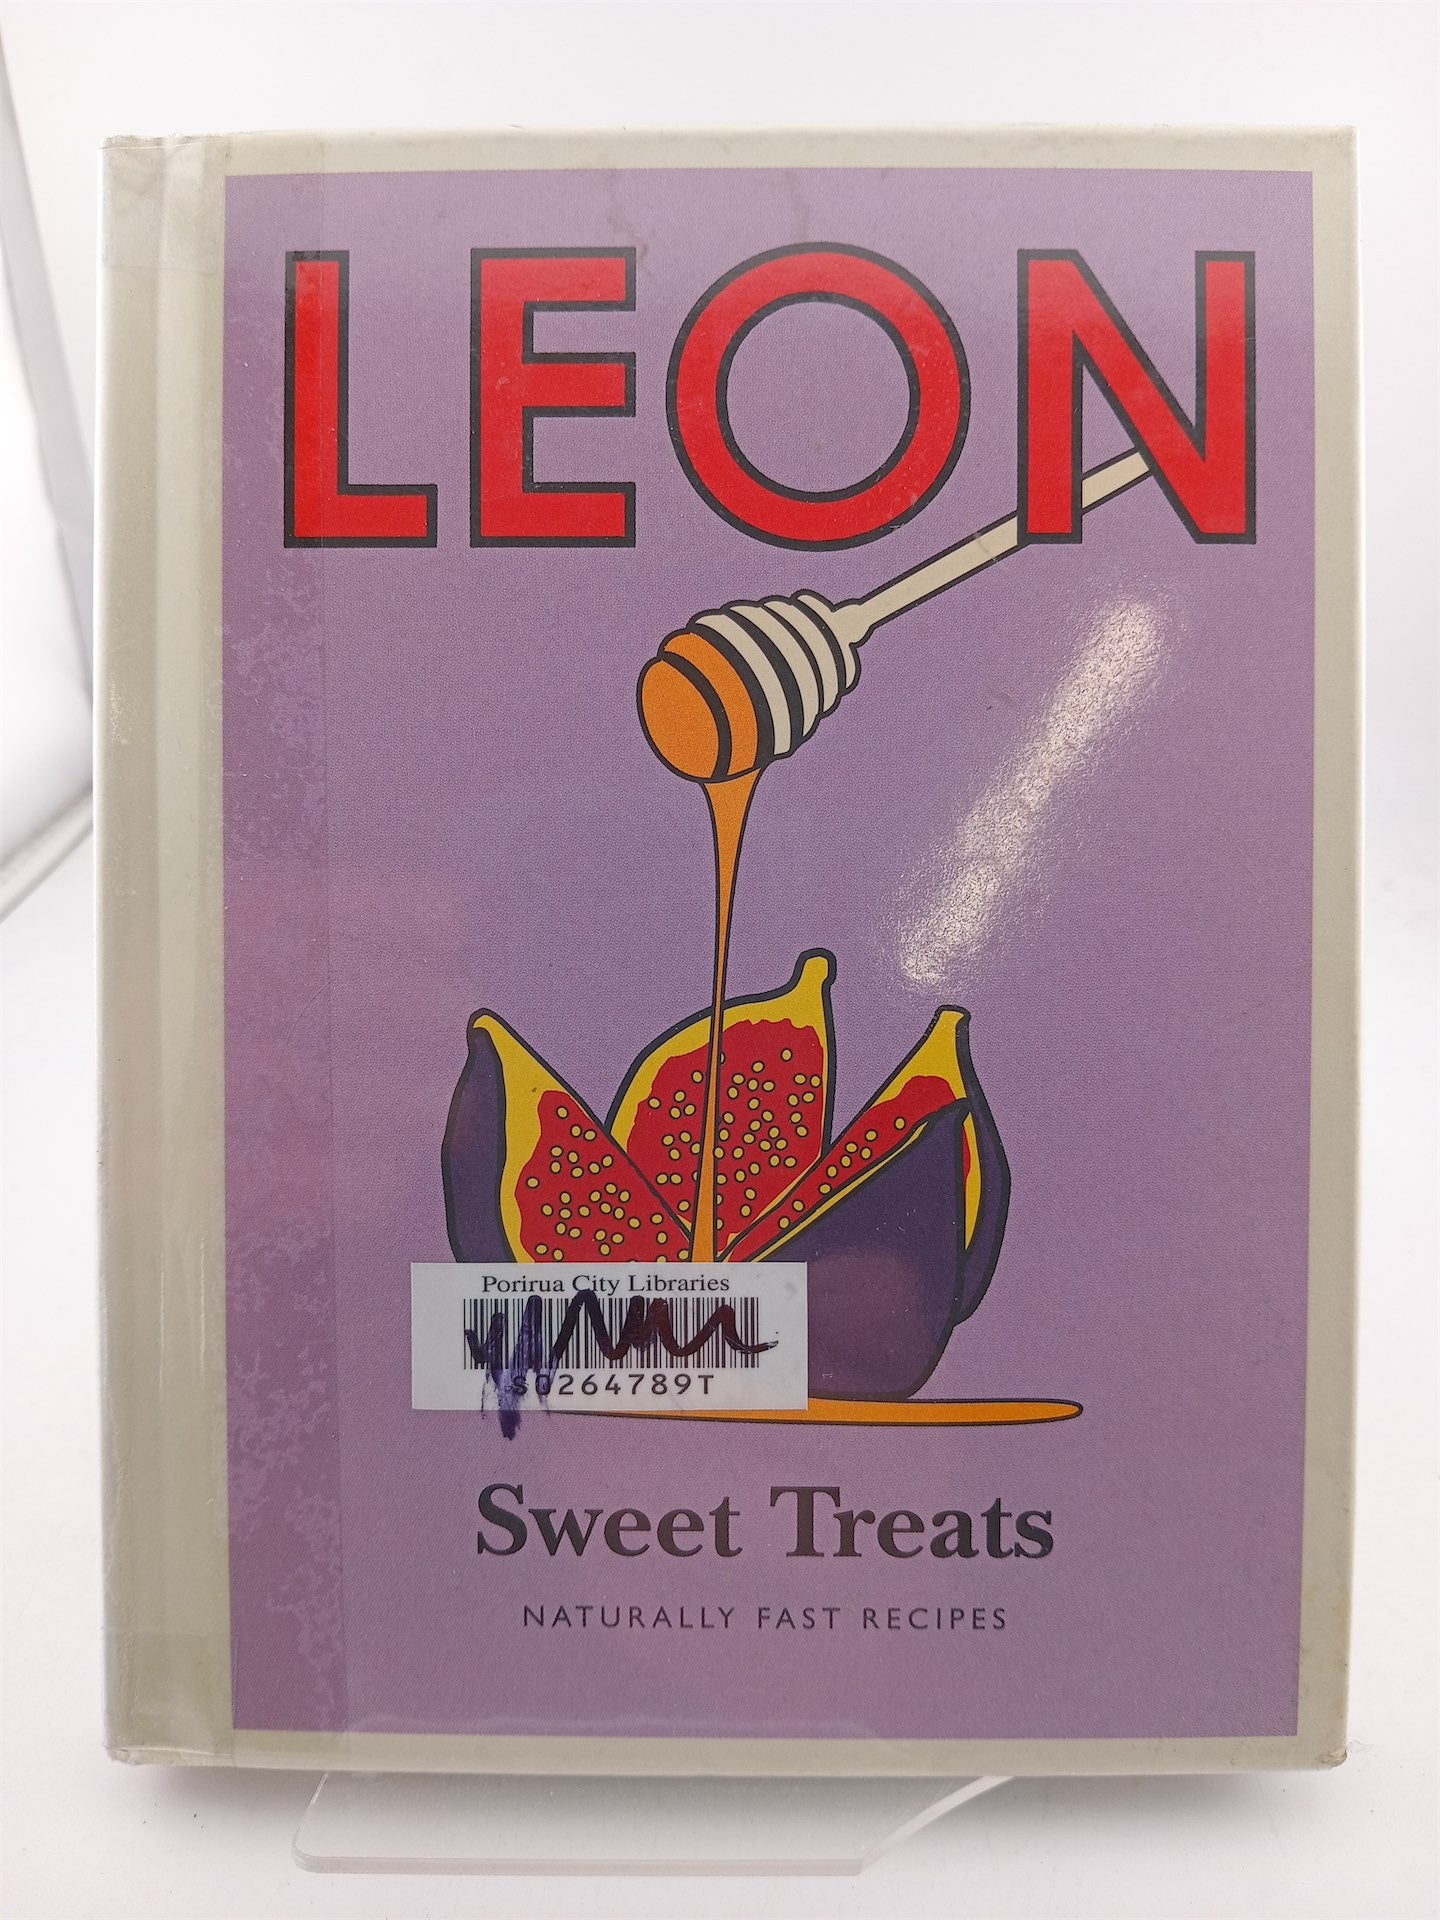 LEON
Porirua City Libraries
S0264789T
Sweet Treats
NATURALLY FAST RECIPES